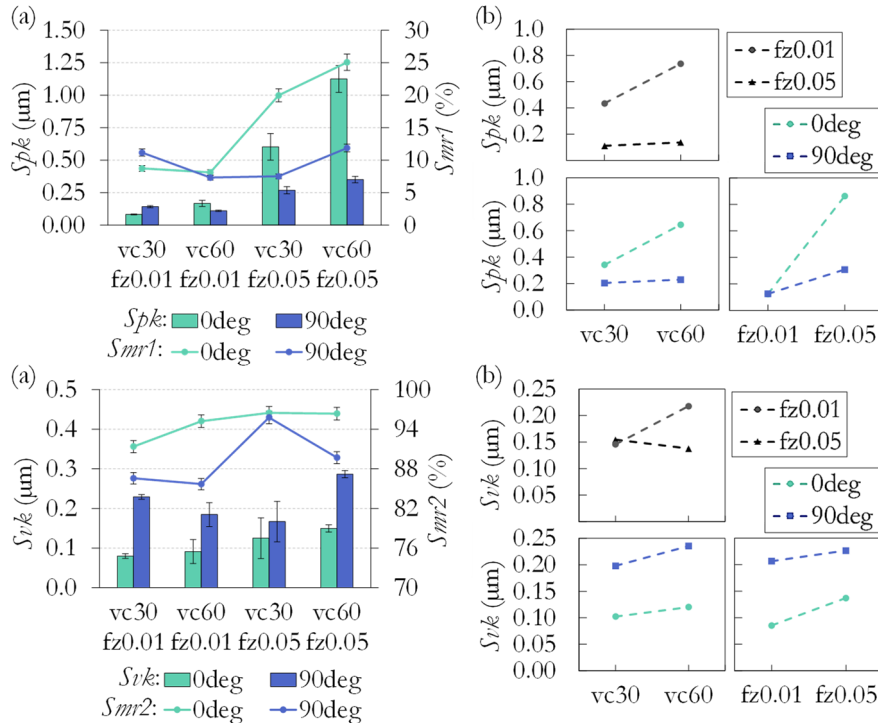 (a)
1.50
1.25
1.00
0.75
0.50
0.25
0.00
Spk (µm)
30
25
20
15
10
5
0
Smr1 (%)
vc30 vc60 vc30 vc60
fz0.01 fz0.01 fz0.05 fz0.05
Spk: 0deg 90deg
Smr1: 0deg 90deg
(b)
1.0
0.8
0.6
0.4
0.2
0.0
Spk (µm)
fz0.01
fz0.05
0deg
90deg
1.0
0.8
0.6
0.4
0.2
0.0
Spk (µm)
vc30 vc60
fz0.01 fz0.05
(a)
0.5
0.4
0.3
0.2
0.1
0.0
Svk (µm)
100
94
88
82
76
70
Smr2 (%)
vc30 vc60 vc30 vc60
fz0.01 fz0.01 fz0.05 fz0.05
Svk: 0deg 90deg
Smr2: 0deg 90deg
(b)
0.25
0.20
0.15
0.10
0.05
Svk (µm)
fz0.01
fz0.05
0deg
90deg
0.25
0.20
0.15
0.10
0.05
0.00
Svk (µm)
vc30 vc60
fz0.01 fz0.05